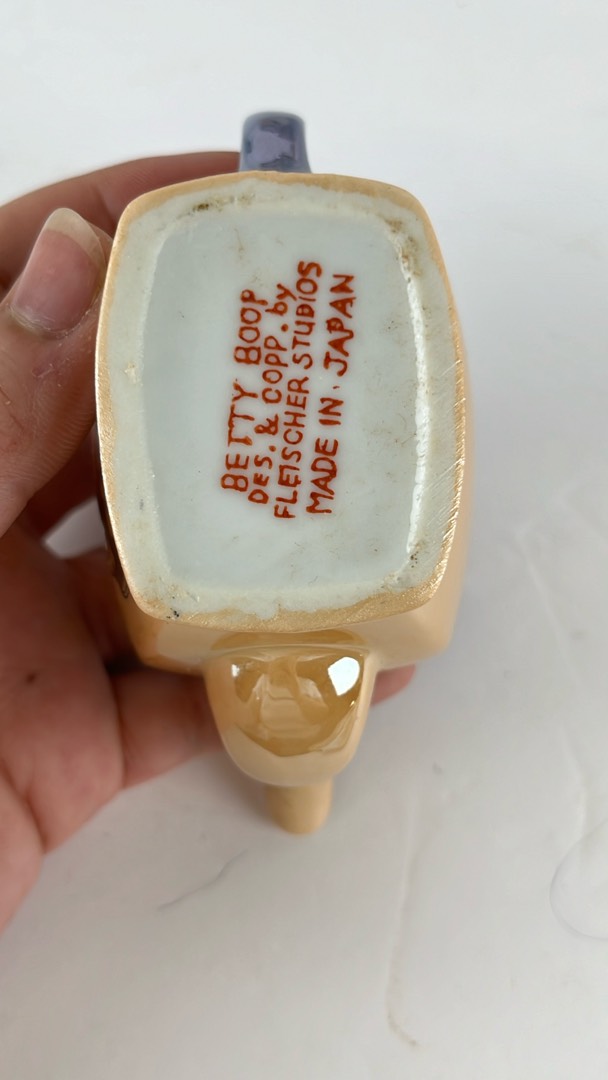 BETTY BOOP
DES. & COPP. by
FLEISCHER STUDIOS
MADE IN. JAPAN